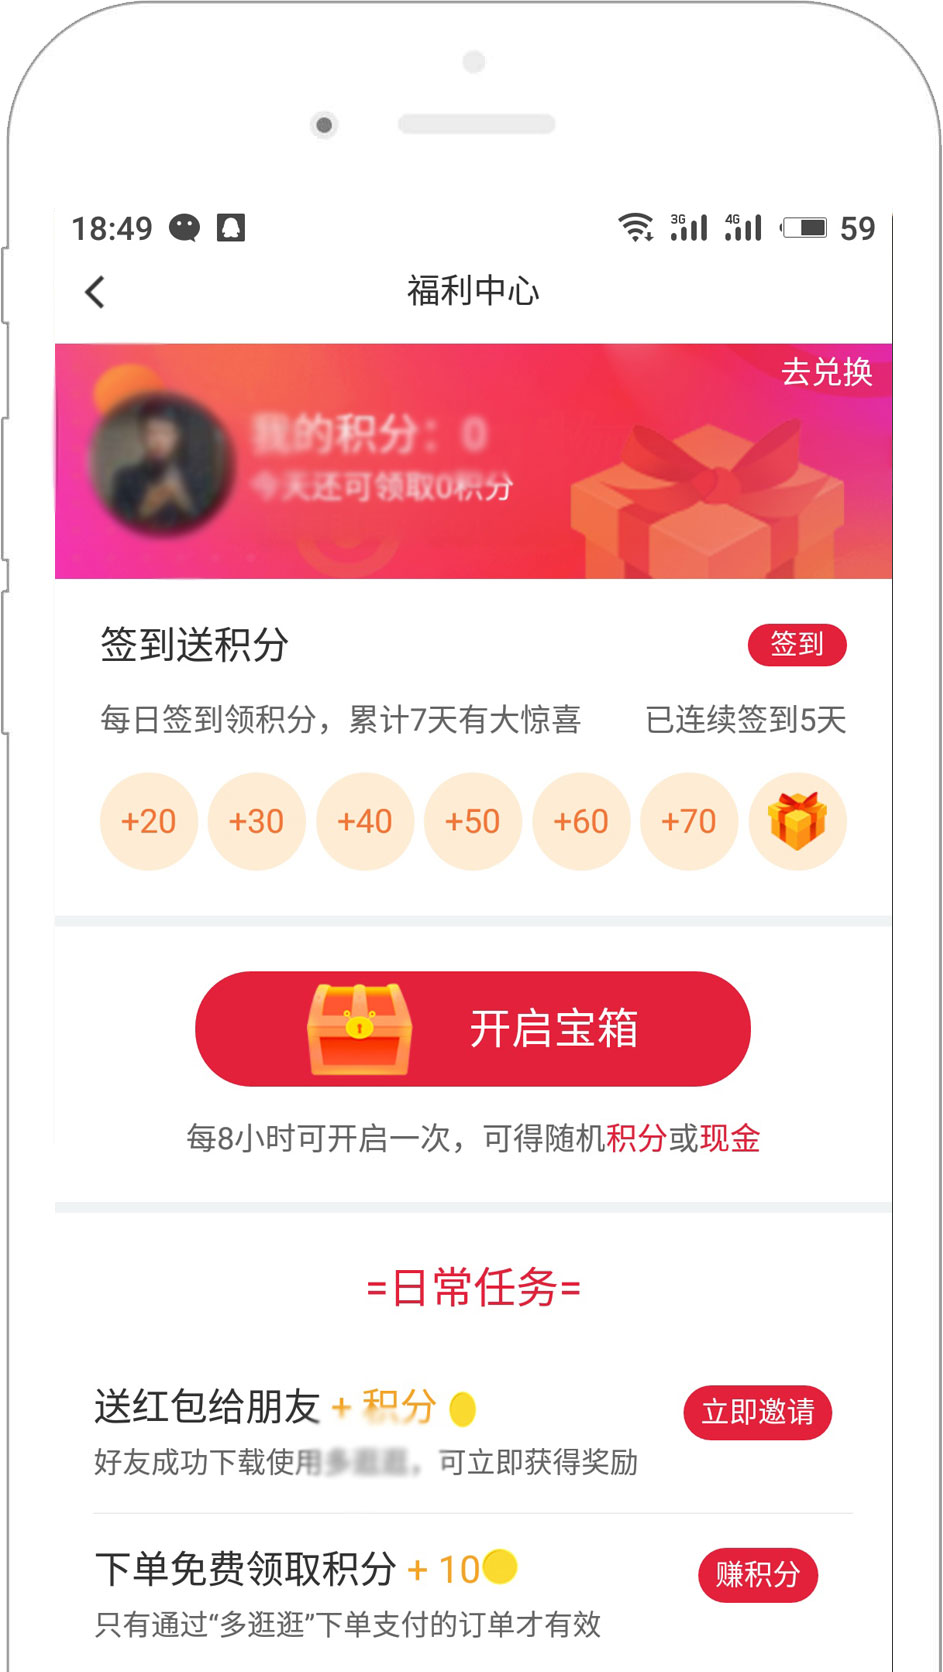 18:49
3G 4G 59
福利中心
去兑换
我的积分：0
今天还可领取0积分
签到送积分
签到
每日签到领积分，累计7天有大惊喜
已连续签到5天
+20 +30 +40 +50 +60 +70
开启宝箱
每8小时可开启一次，可得随机积分或现金
=日常任务=
送红包给朋友 + 积分
立即邀请
好友成功下载使用多逛逛，可立即获得奖励
下单免费领取积分 + 10
赚积分
只有通过“多逛逛”下单支付的订单才有效